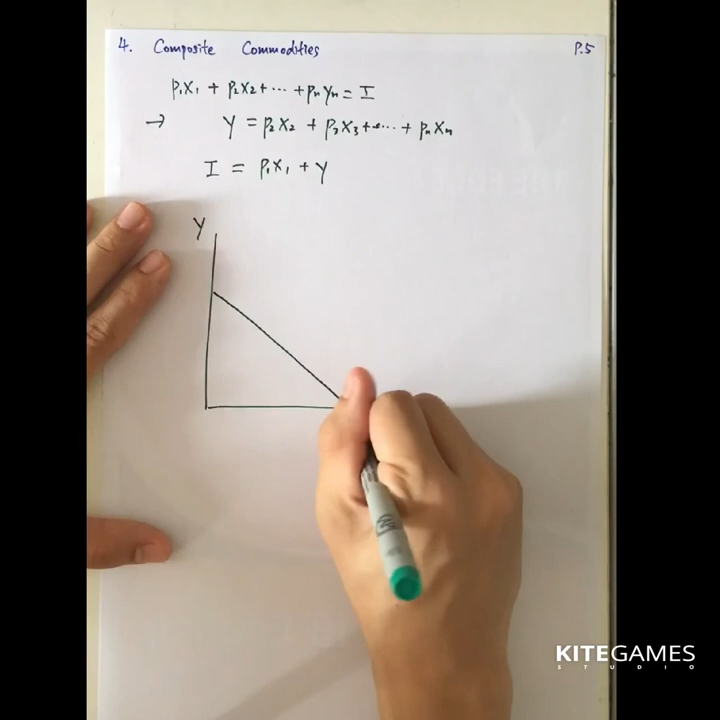 4. Composite Commodities P.5
P₁X₁ + P₂X₂ + ... + PₙYₙ = I
→ Y = P₂X₂ + P₃X₃ + ... + PₙXₙ
I = P₁X₁ + Y
Y
KITEGAMES
STUDIO